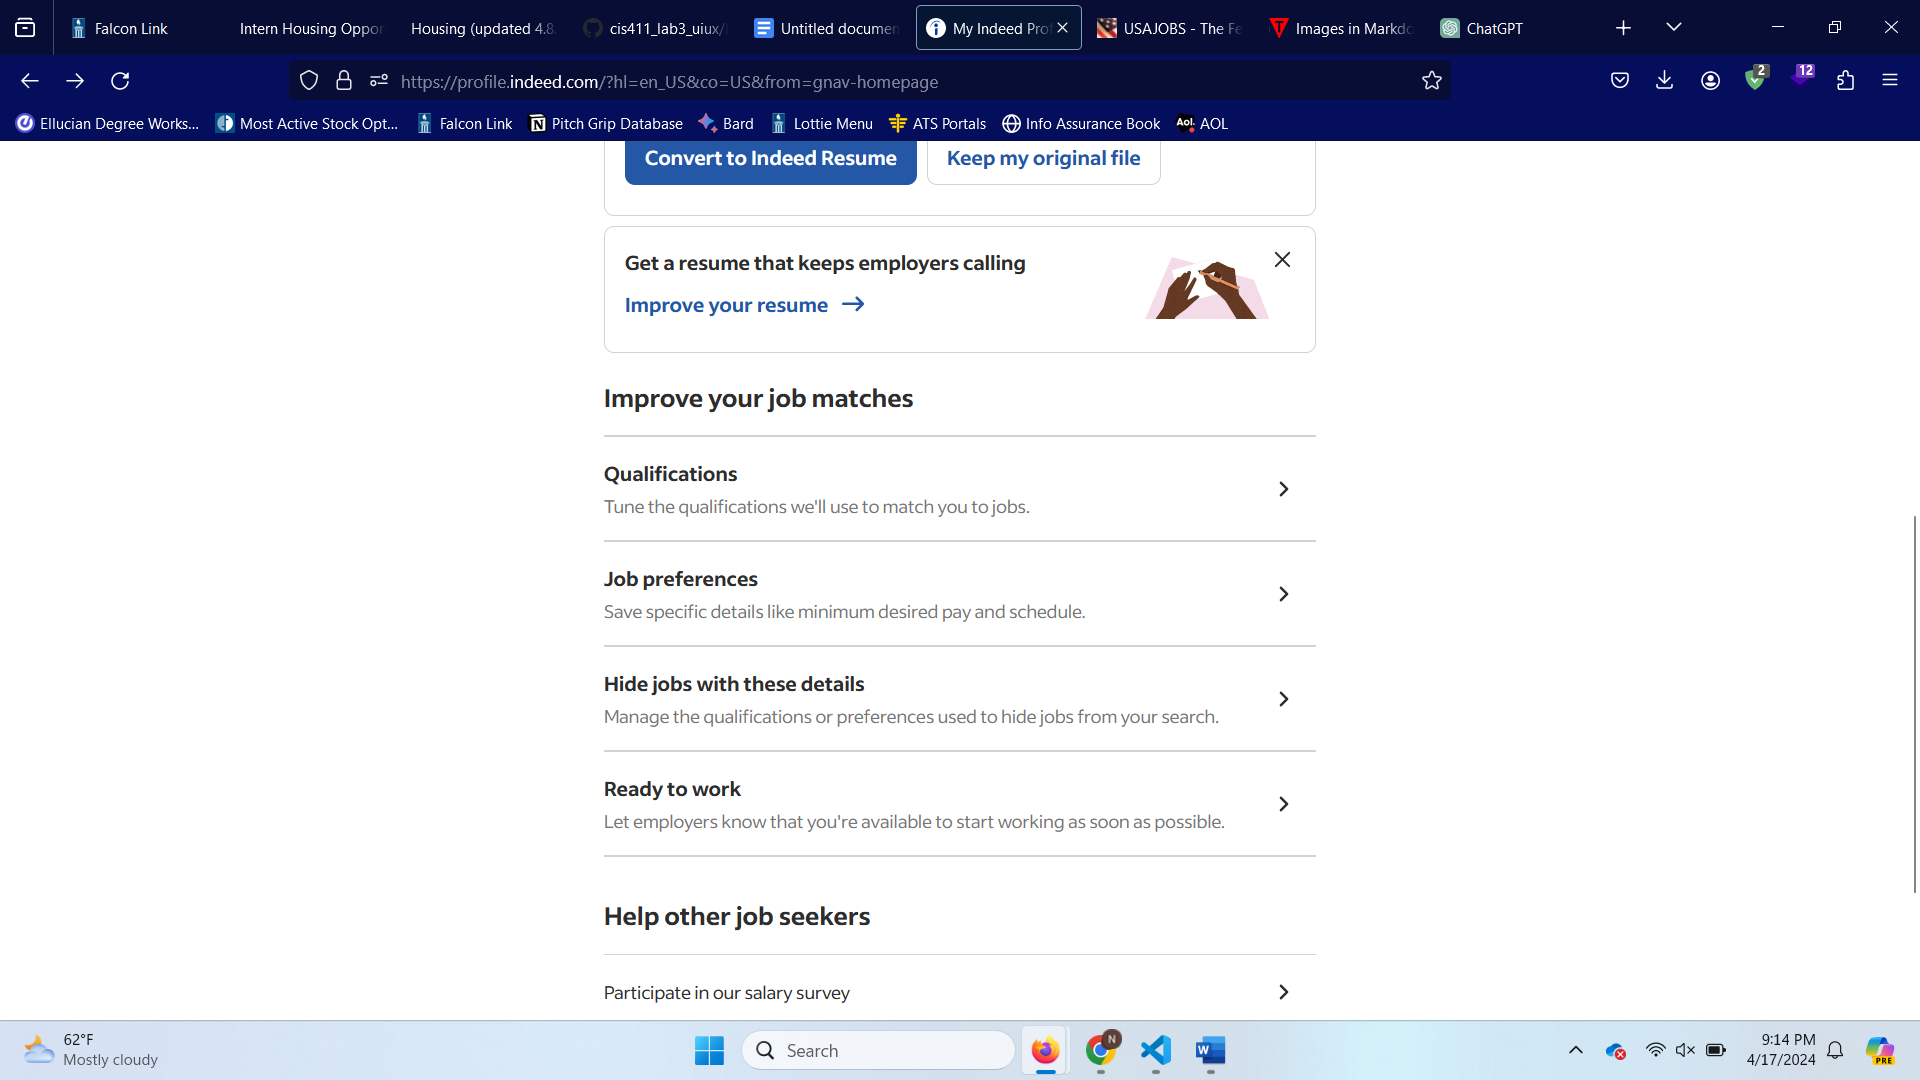 Falcon Link
Intern Housing Oppor
Housing (updated 4.8.
cis411_lab3_uiux/
Untitled documen
My Indeed Pro
USAJOBS - The Fe
Images in Markdo
ChatGPT
https://profile.indeed.com/?hl=en_US&co=US&from=gnav-homepage
2
12
Ellucian Degree Works...
Most Active Stock Opt...
Falcon Link
Pitch Grip Database
Bard
Lottie Menu
ATS Portals
Info Assurance Book
Aol.
AOL
Convert to Indeed Resume
Keep my original file
Get a resume that keeps employers calling
Improve your resume
Improve your job matches
Qualifications
Tune the qualifications we'll use to match you to jobs.
Job preferences
Save specific details like minimum desired pay and schedule.
Hide jobs with these details
Manage the qualifications or preferences used to hide jobs from your search.
Ready to work
Let employers know that you're available to start working as soon as possible.
Help other job seekers
Participate in our salary survey
62°F
Mostly cloudy
Search
N
W
9:14 PM
4/17/2024
PRE